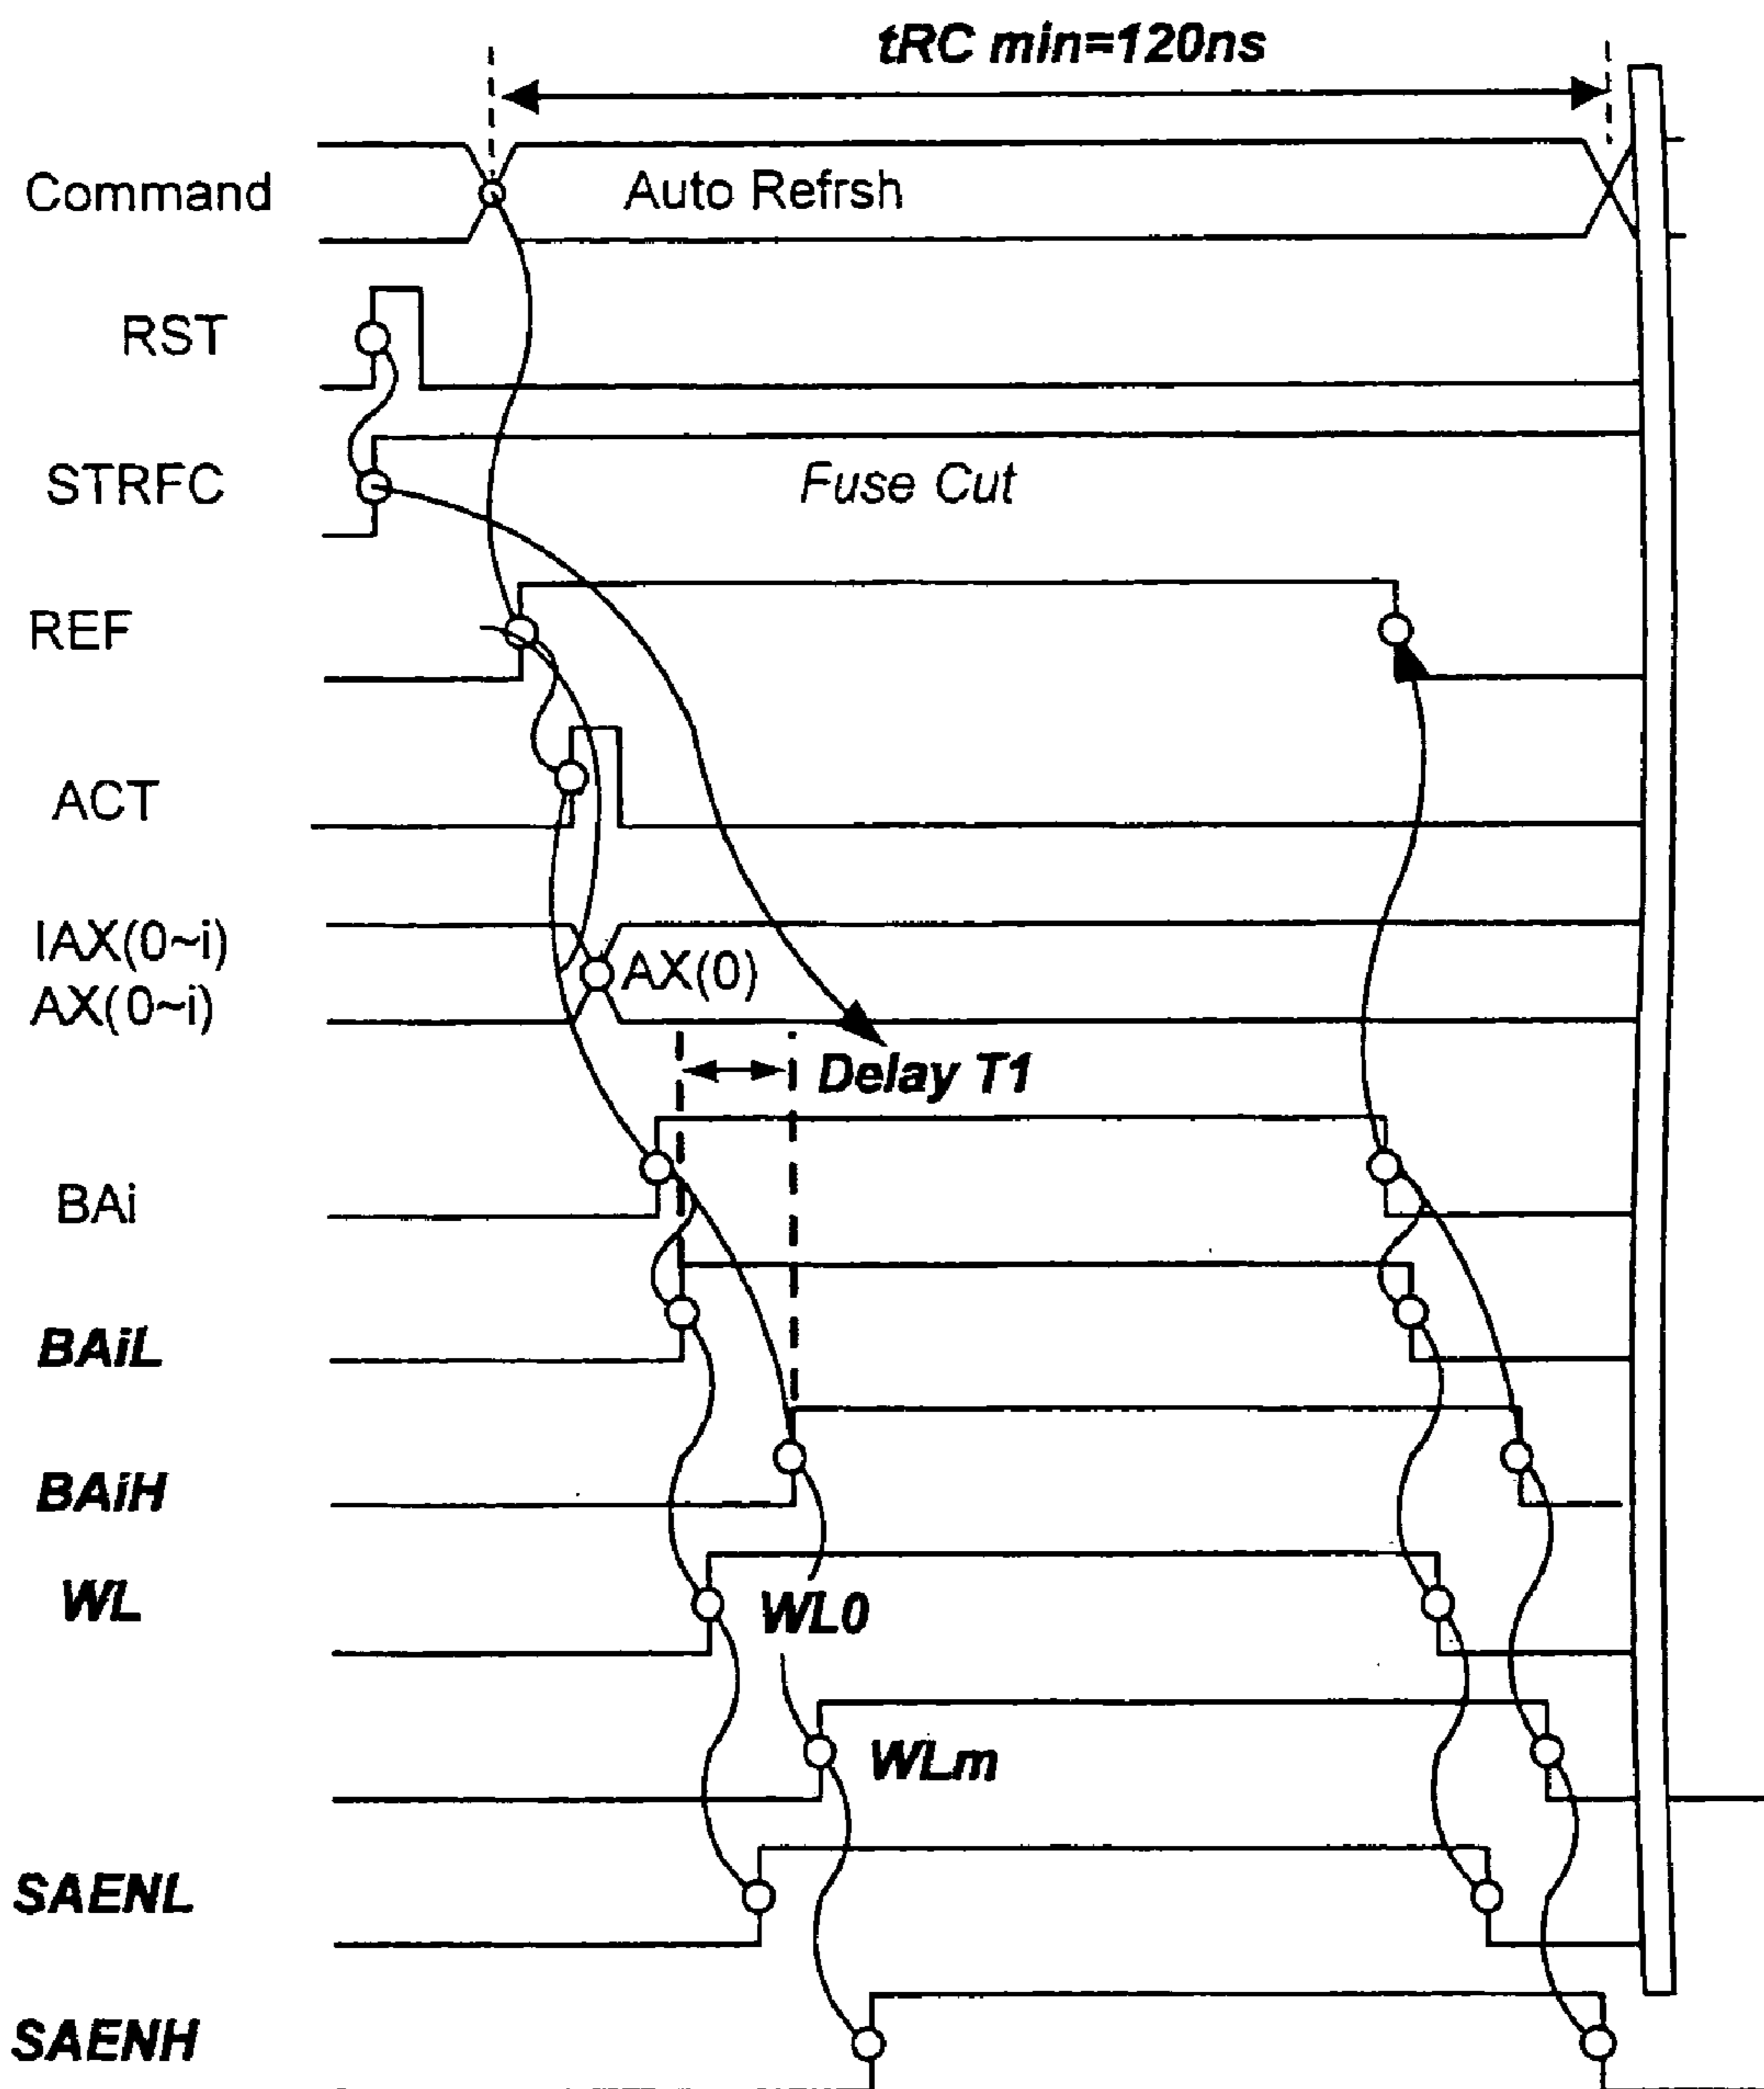 tRC min=120ns
Command
Auto Refrsh
RST
STRFC
Fuse Cut
REF
ACT
IAX(0~i)
AX(0)
AX(0~i)
Delay T1
BAi
BAiL
BAiH
WL
WL0
WLm
SAENL
SAENH